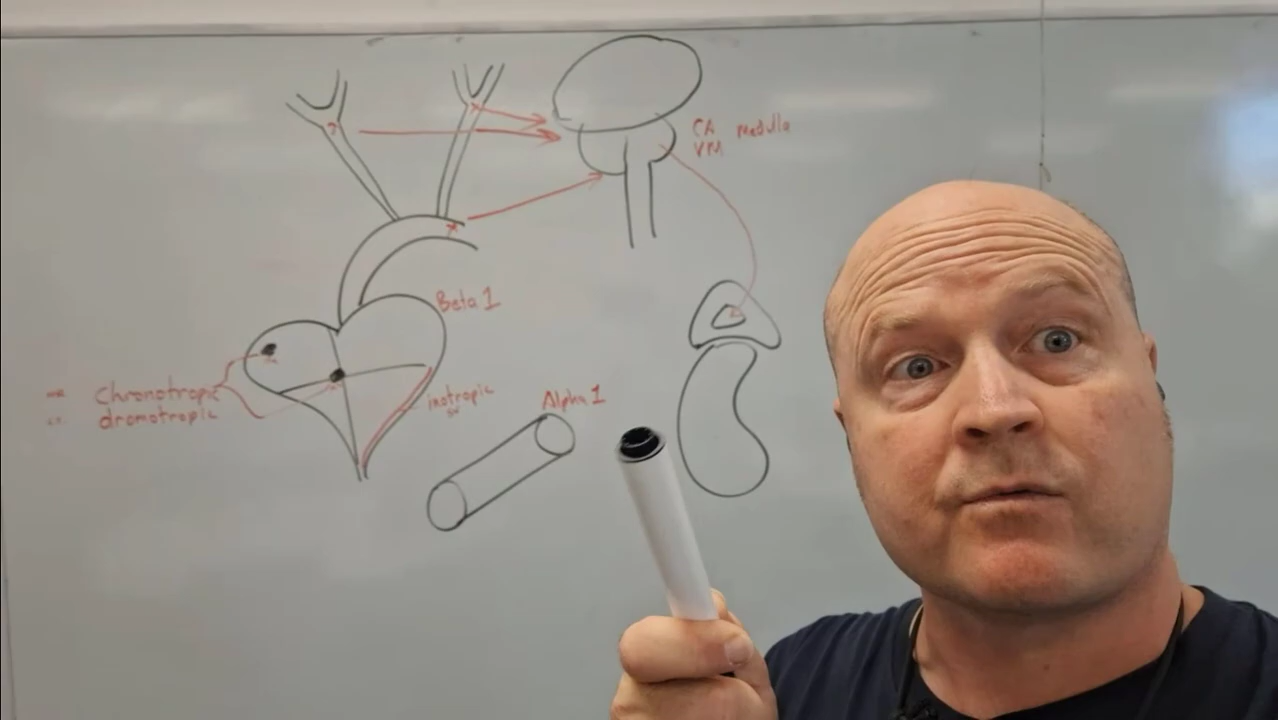 CA medulla
VM
Beta 1
Chronotropic
dromotropic
inotropic
Alpha 1